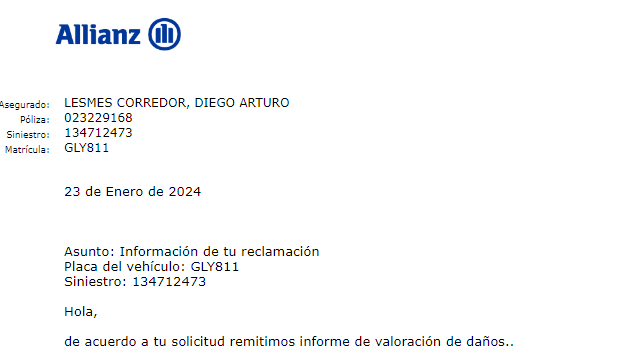 Allianz
Asegurado: LESMES CORREDOR, DIEGO ARTURO
Póliza: 023229168
Siniestro: 134712473
Matrícula: GLY811
23 de Enero de 2024
Asunto: Información de tu reclamación
Placa del vehículo: GLY811
Siniestro: 134712473
Hola,
de acuerdo a tu solicitud remitimos informe de valoración de daños..